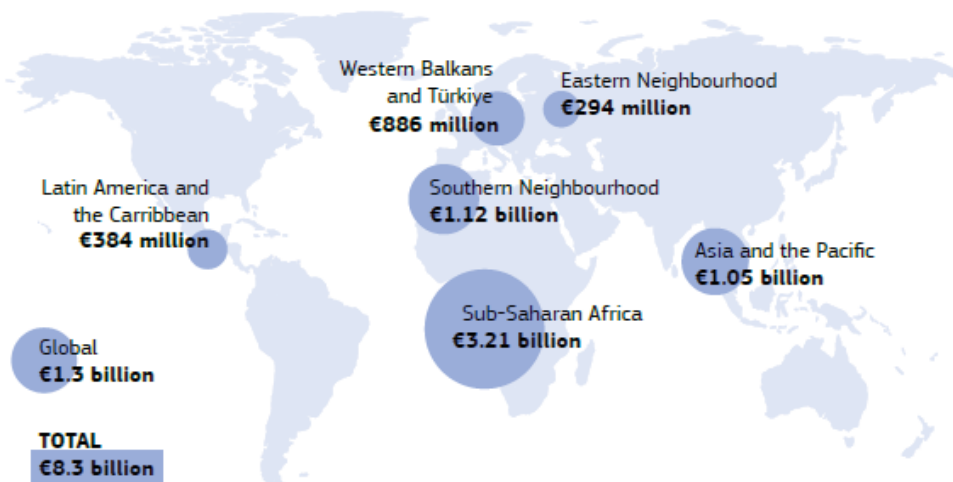 Western Balkans
and Türkiye
€886 million
Eastern Neighbourhood
€294 million
Latin America and
the Carribbean
€384 million
Southern Neighbourhood
€1.12 billion
Asia and the Pacific
€1.05 billion
Sub-Saharan Africa
€3.21 billion
Global
€1.3 billion
TOTAL
€8.3 billion